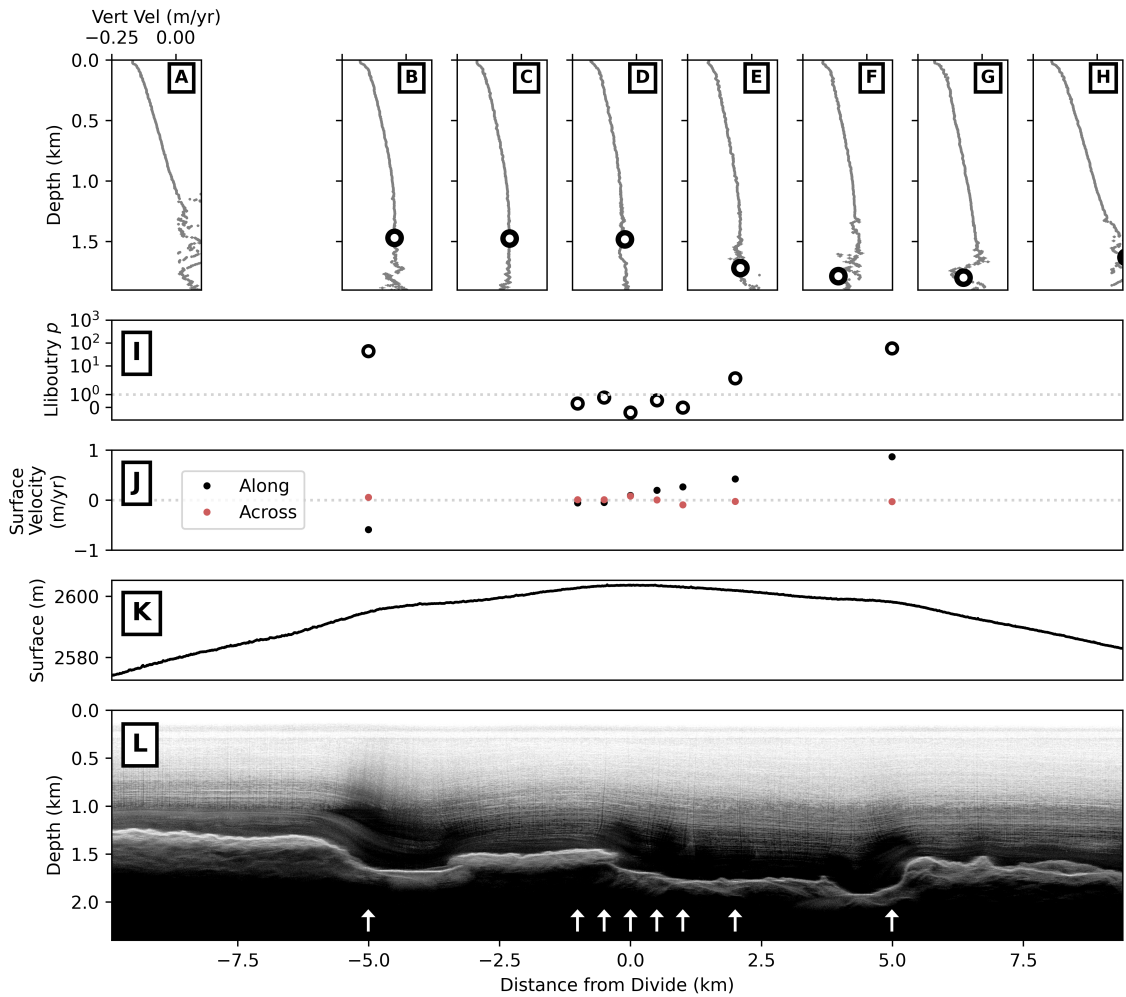 Vert Vel (m/yr)
−0.25 0.00
A B C D E F G H
0.0
0.5
1.0
1.5
Depth (km)
I
10³
10²
10¹
10⁰
0
Lliboutry p
J
1
0
−1
Surface
Velocity
(m/yr)
Along
Across
K
2600
2580
Surface (m)
L
0.0
0.5
1.0
1.5
2.0
Depth (km)
−7.5 −5.0 −2.5 0.0 2.5 5.0 7.5
Distance from Divide (km)